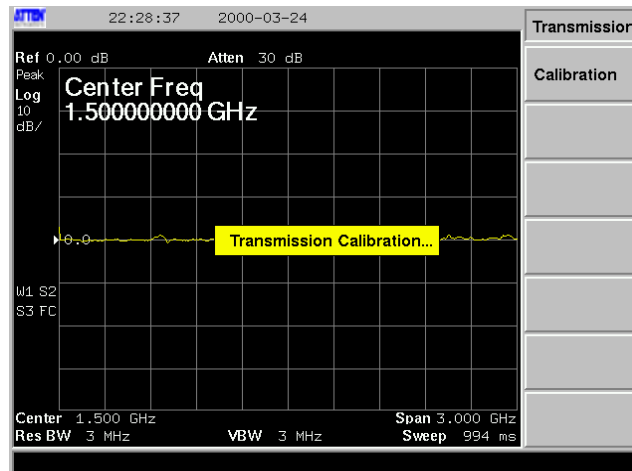 ATTEN 22:28:37 2000-03-24
Transmission
Ref 0.00 dB Atten 30 dB
Peak
Log
10
dB/
Center Freq
1.500000000 GHz
Calibration
0.0
Transmission Calibration...
W1 S2
S3 FC
Center 1.500 GHz Span 3.000 GHz
Res BW 3 MHz VBW 3 MHz Sweep 994 ms